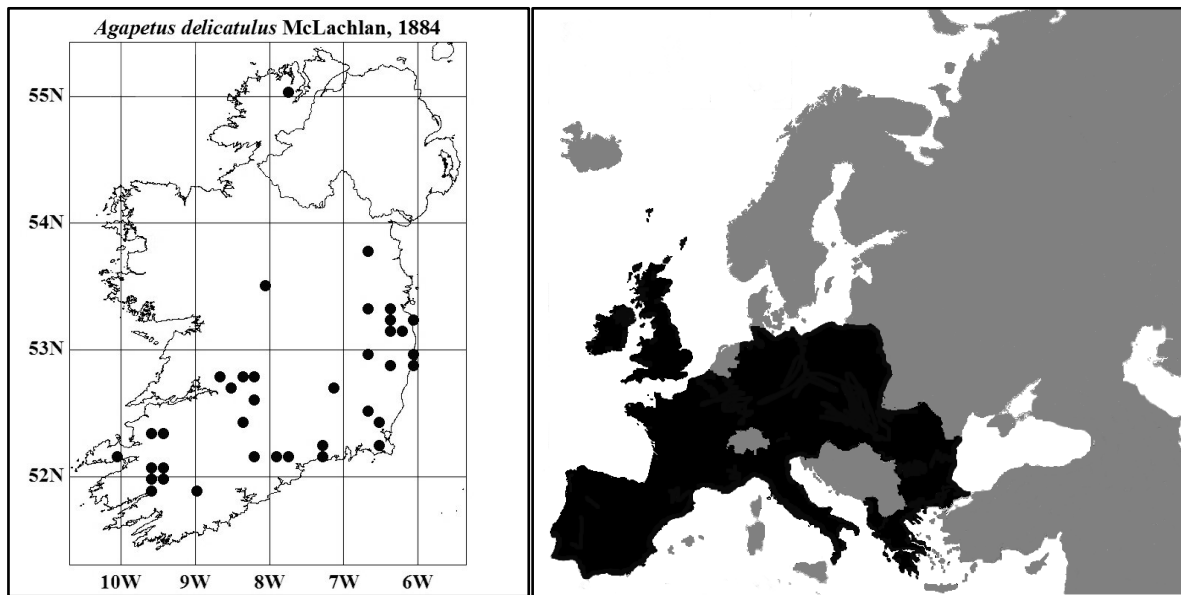 Agapetus delicatulus McLachlan, 1884
55N
54N
53N
52N
10W 9W 8W 7W 6W